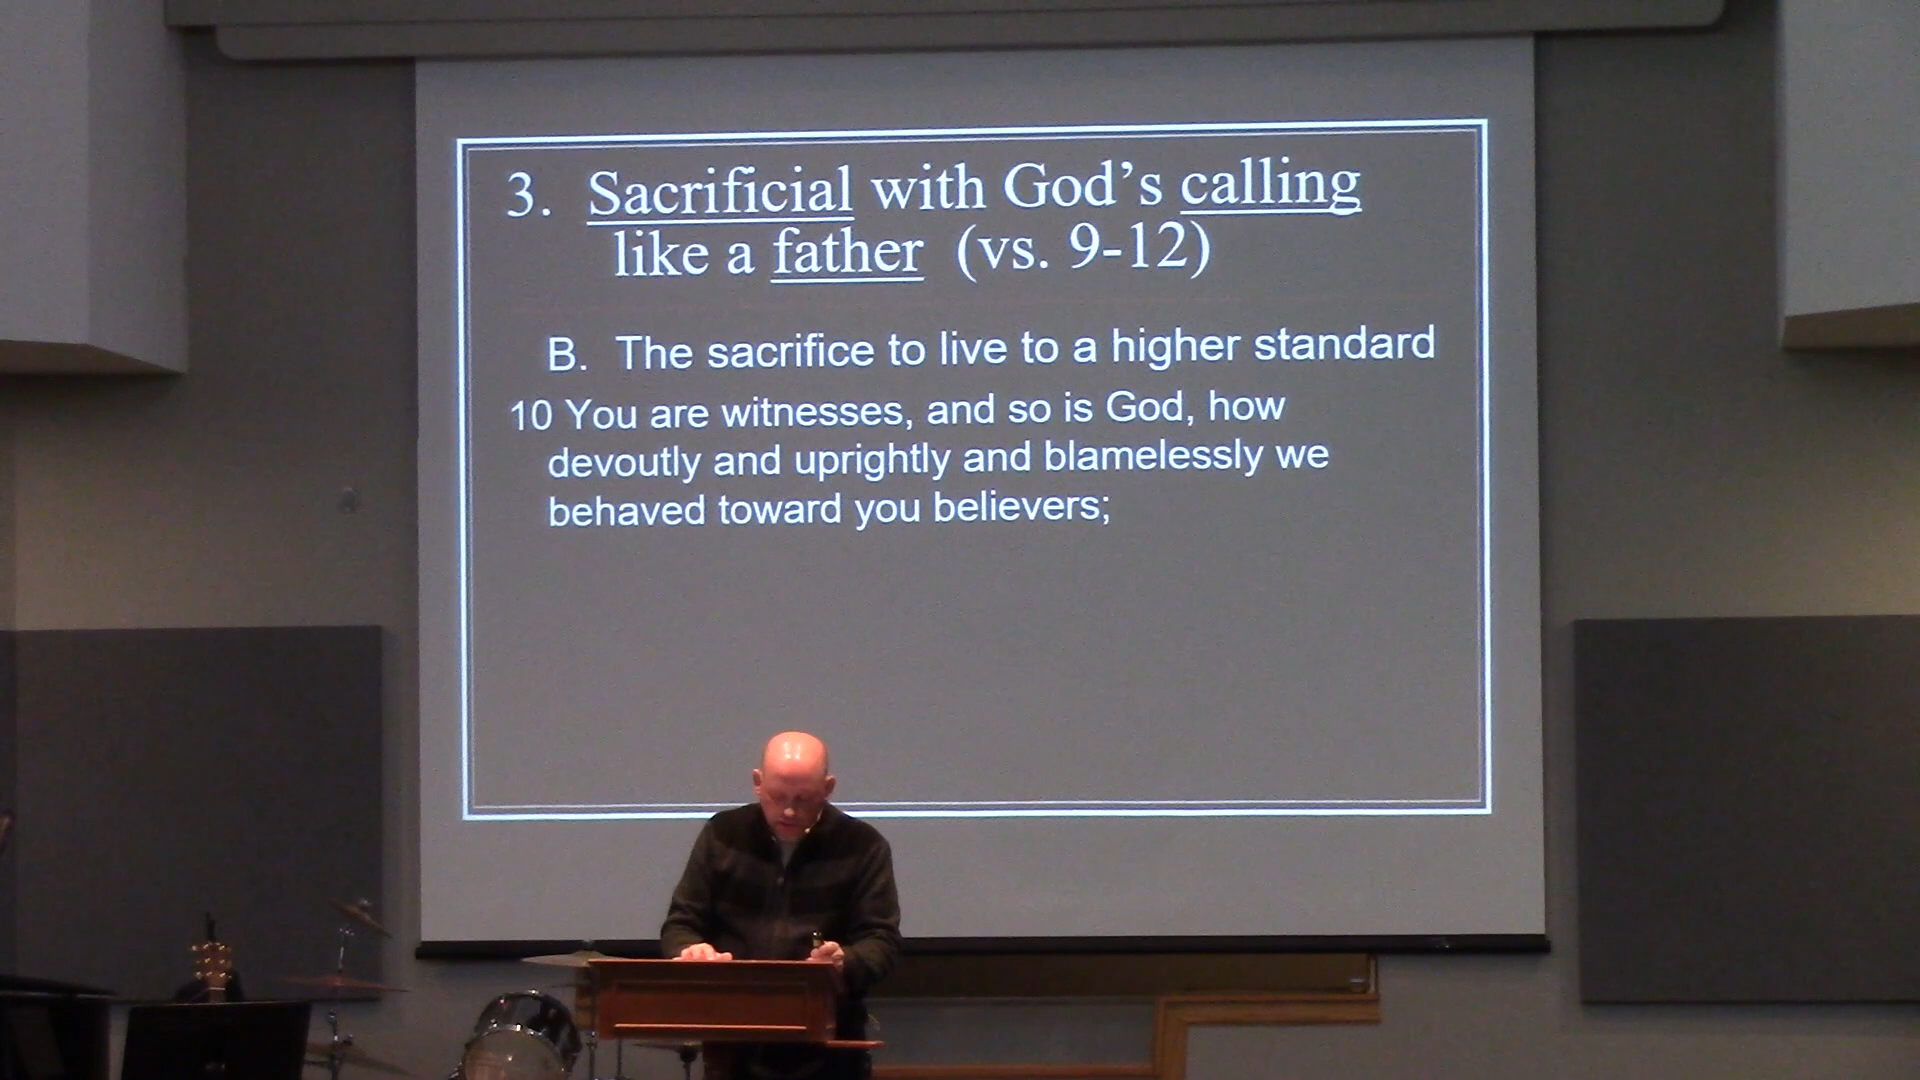 3. Sacrificial with God’s calling
like a father (vs. 9-12)
B. The sacrifice to live to a higher standard
10 You are witnesses, and so is God, how
devoutly and uprightly and blamelessly we
behaved toward you believers;